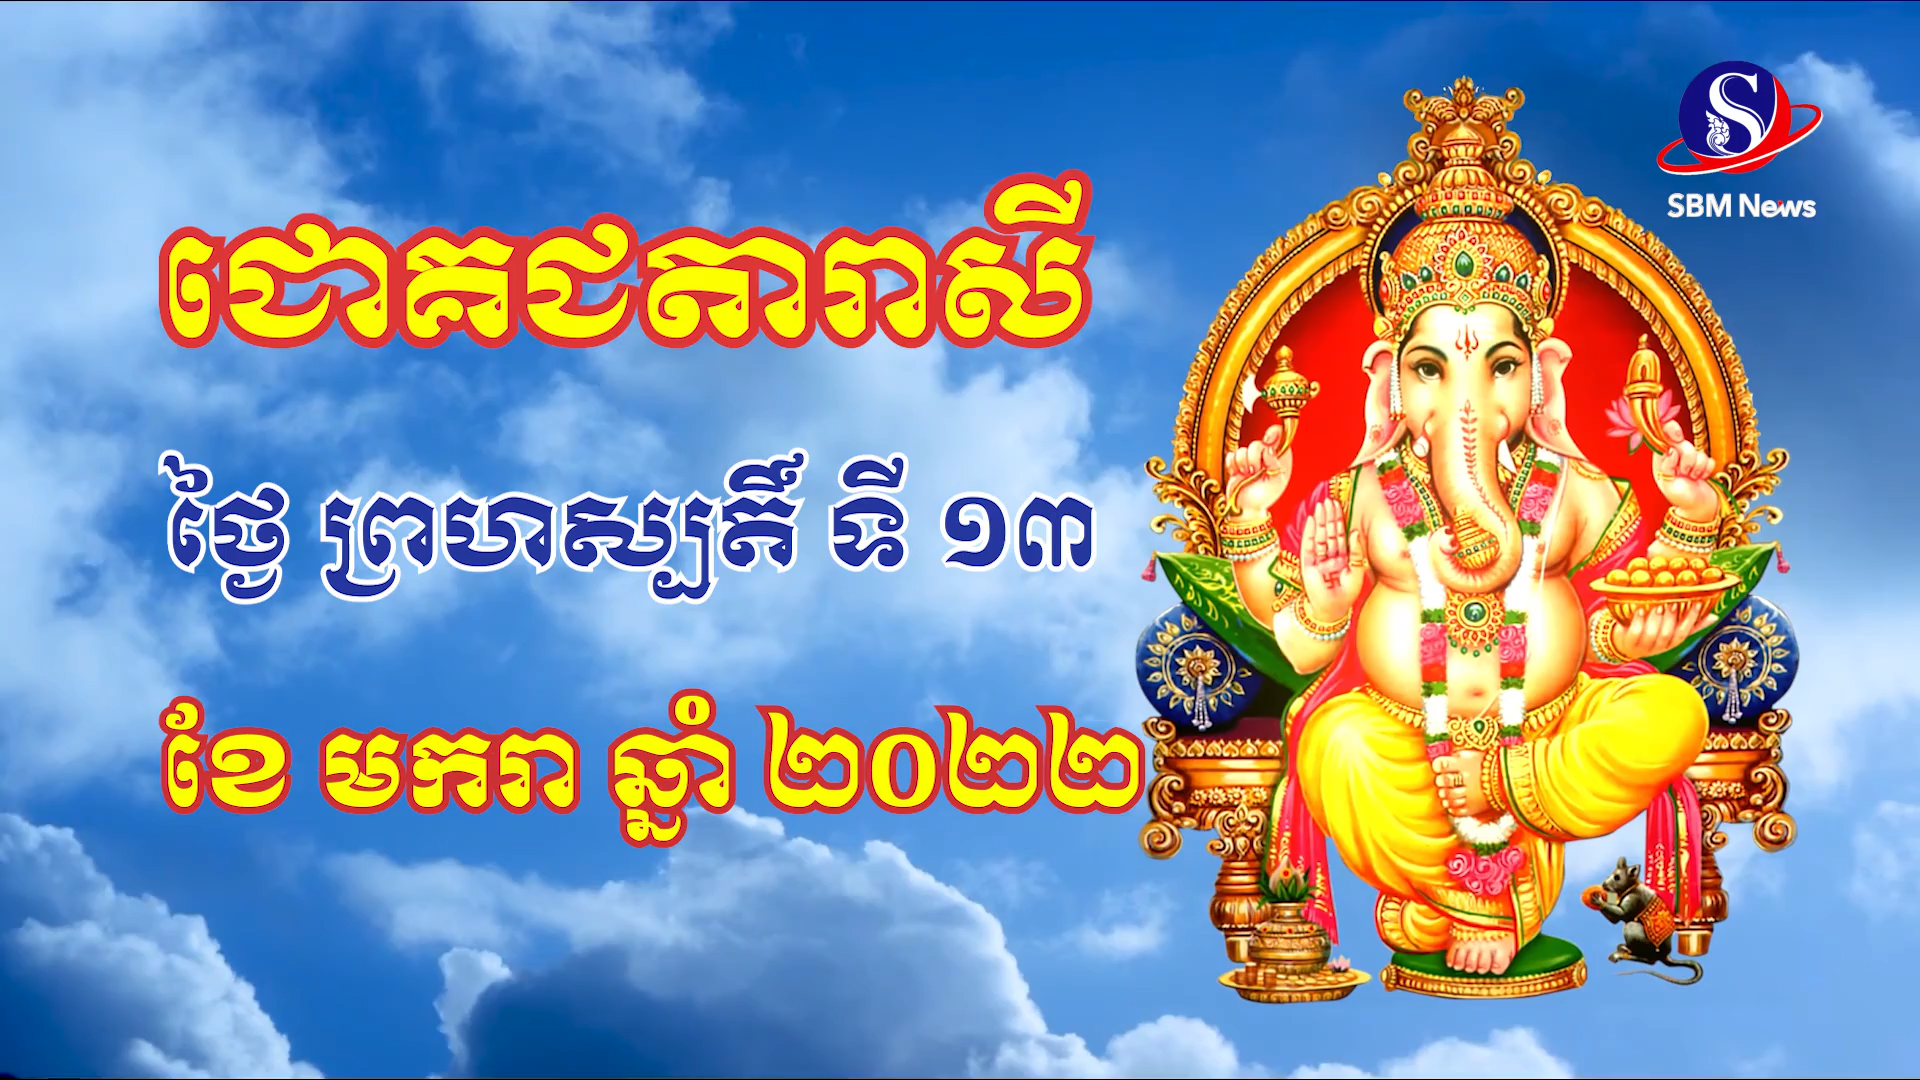 SBM News
ជោគជតារាសី
ថ្ងៃ ព្រហស្បតិ៍ ទី ១៣
ខែ មករា ឆ្នាំ ២០២២